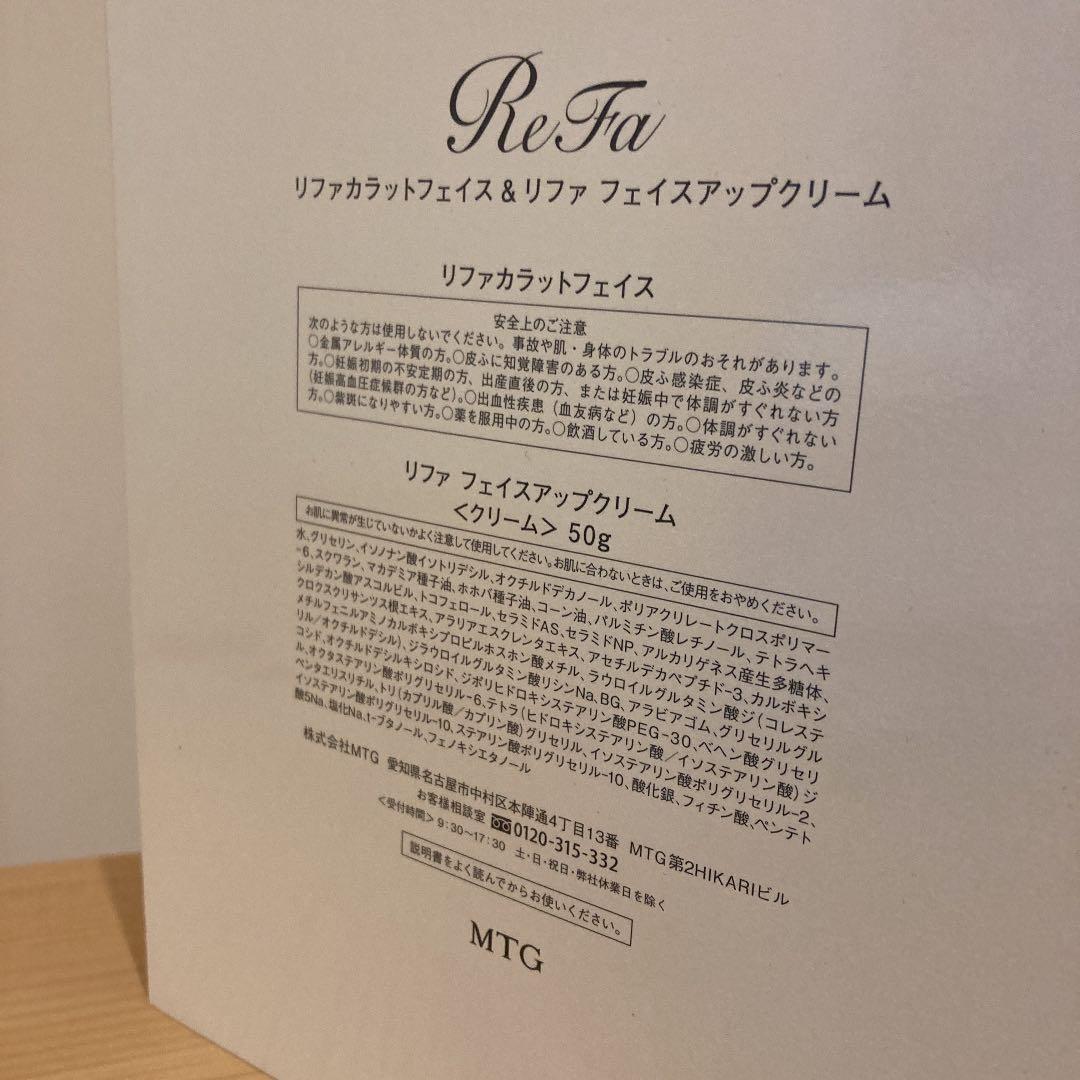 ReFa
リファカラットフェイス & リファ フェイスアップクリーム
リファカラットフェイス
安全上のご注意
次のような方は使用しないでください。事故や肌・身体のトラブルのおそれがあります。
○金属アレルギー体質の方。○皮ふに知覚障害のある方。○皮ふ感染症、皮ふ炎などの
方。○妊娠初期の不安定期の方、出産直後の方、または妊娠中で体調がすぐれない方
(妊娠高血圧症候群の方など)。○出血性疾患(血友病など)の方。○体調がすぐれない
方。○紫斑になりやすい方。○薬を服用中の方。○飲酒している方。○疲労の激しい方。
リファ フェイスアップクリーム
<クリーム> 50g
お肌に異常が生じていないかよく注意して使用してください。お肌に合わないときは、ご使用をおやめください。
水、グリセリン、イソノナン酸イソトリデシル、オクチルドデカノール、ポリアクリレートクロスポリマー
-6、スクワラン、マカデミア種子油、ホホバ種子油、コーン油、パルミチン酸レチノール、テトラヘキ
シルデカン酸アスコルビル、トコフェロール、セラミドAS、セラミドNP、アルカリゲネス産生多糖体、
クロクスクリサンツス根エキス、アラリアエスクレンタエキス、アセチルデカペプチド-3、カルボキシ
メチルフェニルアミノカルボキシプロピルホスホン酸メチル、ラウロイルグルタミン酸ジ(コレステ
リル/オクチルドデシル)、ジラウロイルグルタミン酸リシンNa、BG、アラビアゴム、グリセリルグル
コシド、オクチルドデシルキシロシド、ジポリヒドロキシステアリン酸PEG-30、ベヘン酸グリセリ
ル、オクタステアリン酸ポリグリセリル-6、テトラ(ヒドロキシステアリン酸/イソステアリン酸)ジ
ペンタエリスリチル、トリ(カプリル酸/カプリン酸)グリセリル、イソステアリン酸ポリグリセリル-2、
イソステアリン酸ポリグリセリル-10、ステアリン酸ポリグリセリル-10、酸化銀、フィチン酸、ペンテト
酸5Na、塩化Na、t-ブタノール、フェノキシエタノール
株式会社MTG 愛知県名古屋市中村区本陣通4丁目13番 MTG第2HIKARIビル
お客様相談室 0120-315-332
<受付時間> 9:30〜17:30 土・日・祝日・弊社休業日を除く
説明書をよく読んでからお使いください。
MTG